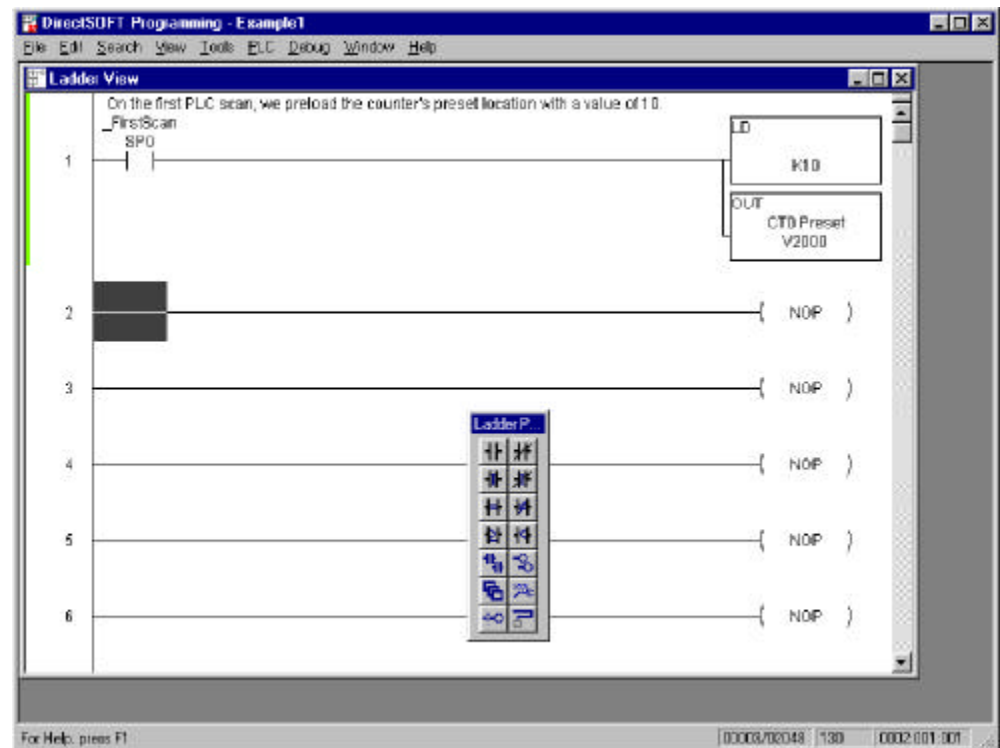 DirectSOFT Programming - Example1
File Edit Search View Tools PLC Debug Window Help
Ladder View
On the first PLC scan, we preload the counter's preset location with a value of 10.
_FirstScan
SP0
1
LD
K10
OUT
CT0 Preset
V2000
2
NOP
3
NOP
Ladder P...
4
NOP
5
NOP
6
NOP
For Help, press F1
00003/02048 130 0002:001:001